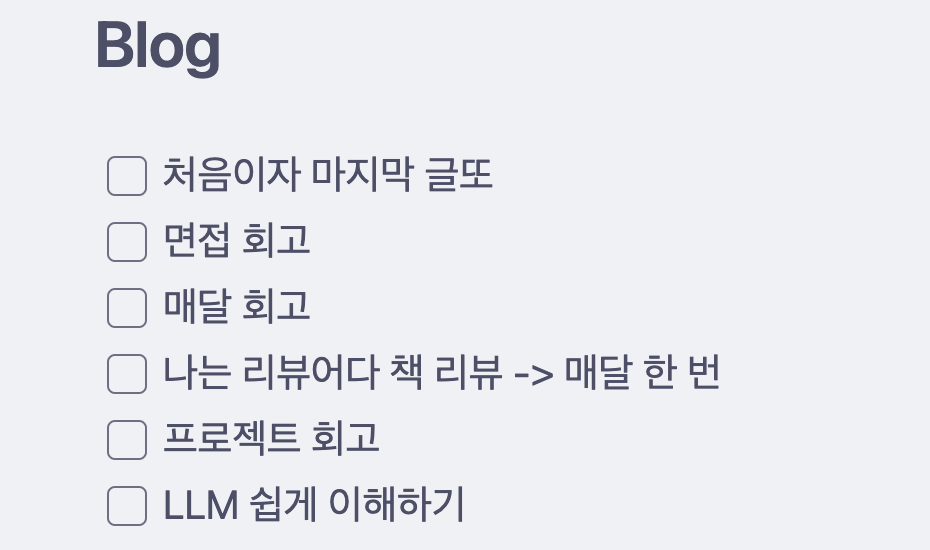 Blog
처음이자 마지막 글또
면접 회고
매달 회고
나는 리뷰어다 책 리뷰 -> 매달 한 번
프로젝트 회고
LLM 쉽게 이해하기